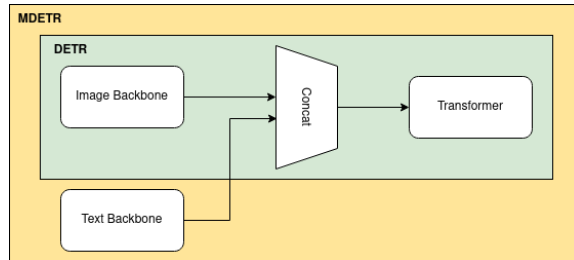 MDETR
DETR
Image Backbone
Concat
Transformer
Text Backbone